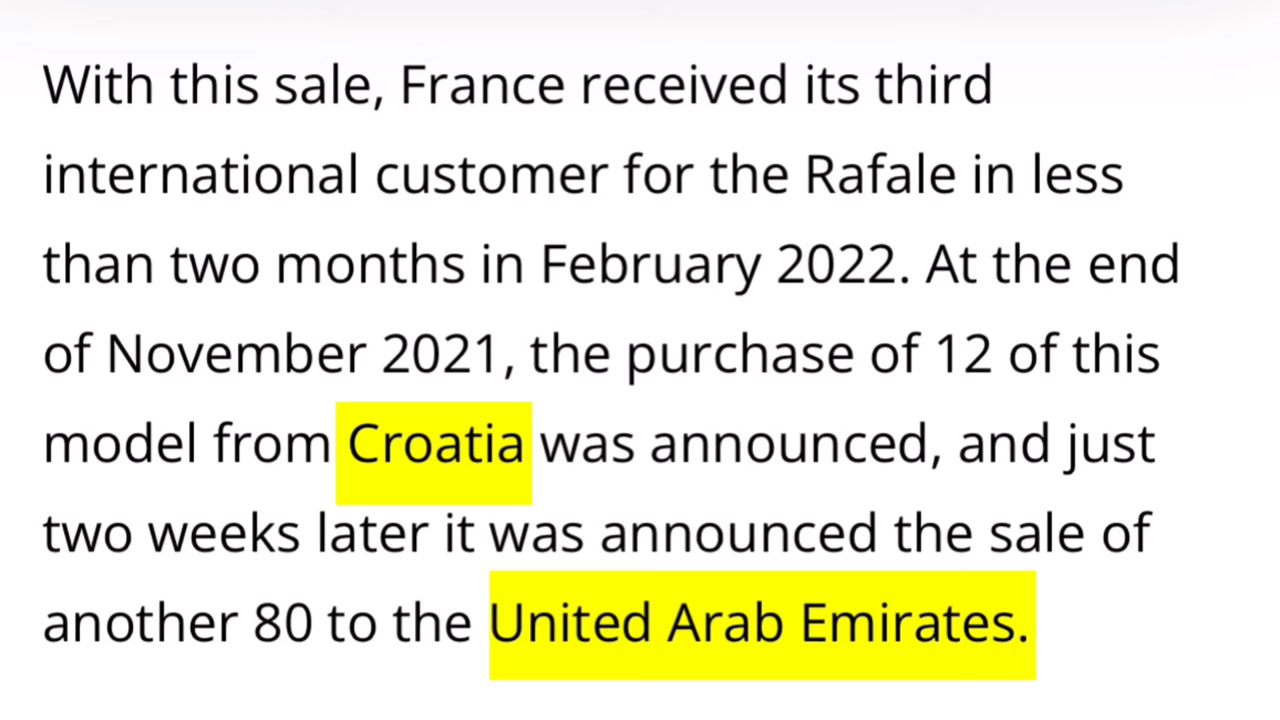 With this sale, France received its third
international customer for the Rafale in less
than two months in February 2022. At the end
of November 2021, the purchase of 12 of this
model from Croatia was announced, and just
two weeks later it was announced the sale of
another 80 to the United Arab Emirates.